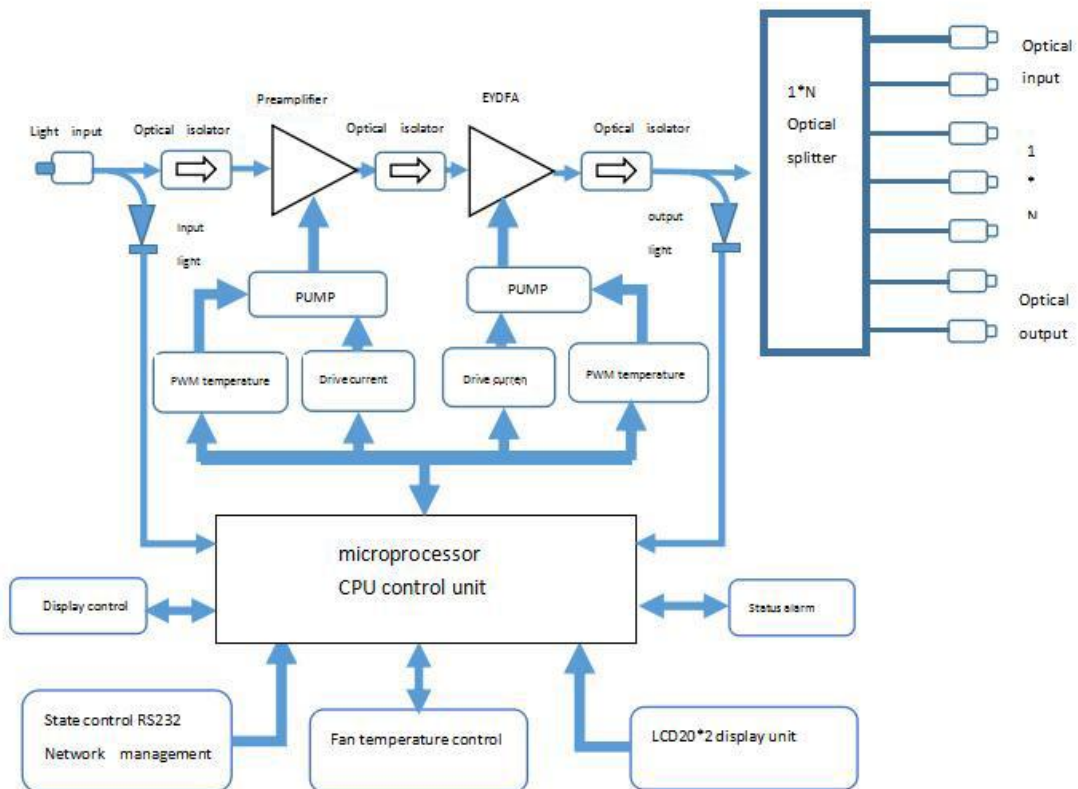 Optical
input
1*N
Optical
splitter
Preamplifier
EYDFA
Light input
Optical isolator
Optical isolator
Optical isolator
1
*
N
Input
light
output
light
PUMP
PUMP
Optical
output
PWM temperature
Drive current
Drive curren
PWM temperature
microprocessor
CPU control unit
Display control
Status alarm
State control RS232
Network management
Fan temperature control
LCD20*2 display unit